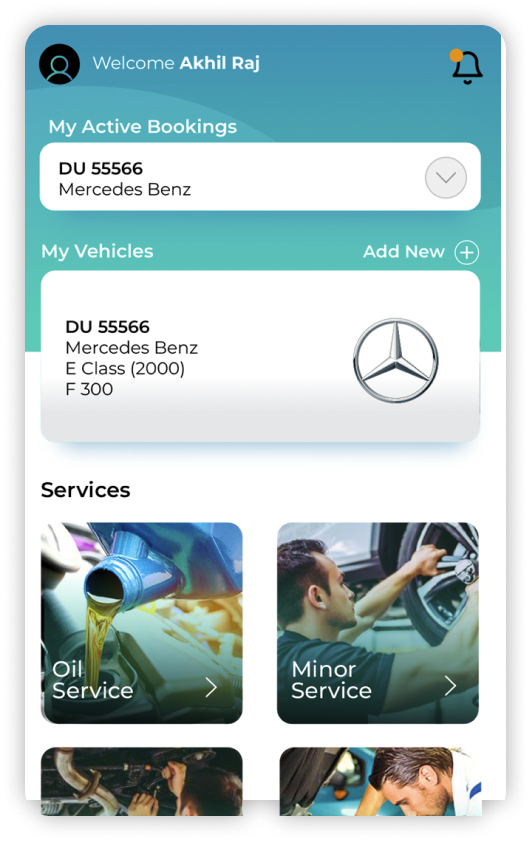 Welcome Akhil Raj
My Active Bookings
DU 55566
Mercedes Benz
My Vehicles
Add New
DU 55566
Mercedes Benz
E Class (2000)
F 300
Services
Oil
Service
Minor
Service